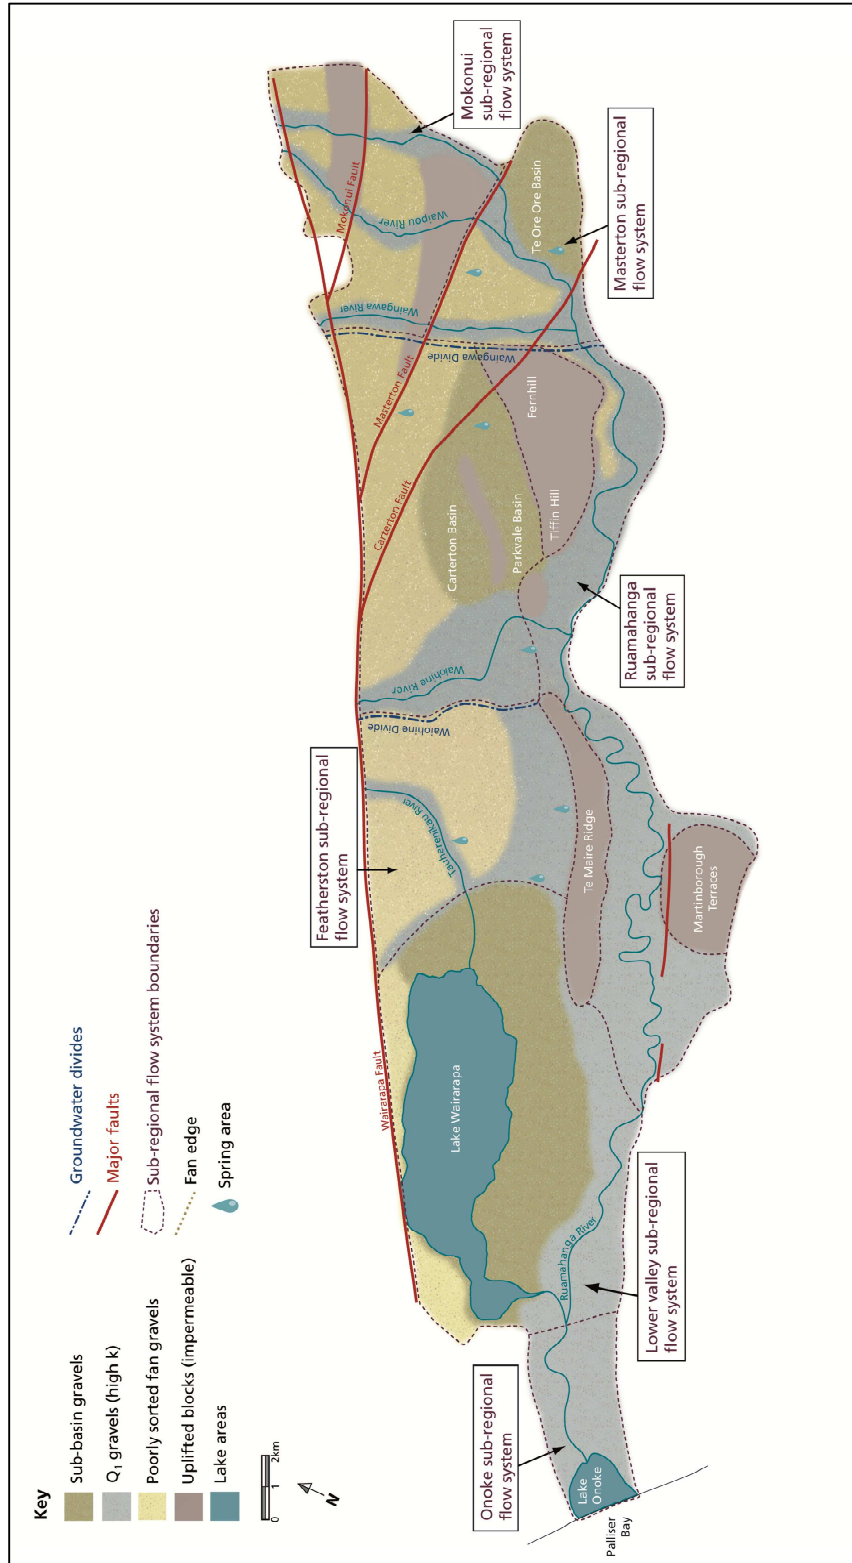 Key
Sub-basin gravels
Q1 gravels (high k)
Poorly sorted fan gravels
Uplifted blocks (impermeable)
Lake areas
Groundwater divides
Major faults
Sub-regional flow system boundaries
Fan edge
Spring area
0 1 2km
N
Palliser
Bay
Lake
Onoke
Onoke sub-regional
flow system
Lower valley sub-regional
flow system
Ruamahanga River
Lake Wairarapa
Wairarapa Fault
Featherston sub-regional
flow system
Tauherenikau River
Te Maire Ridge
Martinborough
Terraces
Waiohine Divide
Waiohine River
Ruamahanga
sub-regional
flow system
Carterton Basin
Parkvale Basin
Tiffin Hill
Fernhill
Carterton Fault
Masterton Fault
Waingawa Divide
Waingawa River
Mokonui Fault
Waipou River
Te Ore Ore Basin
Masterton sub-regional
flow system
Mokonui
sub-regional
flow system